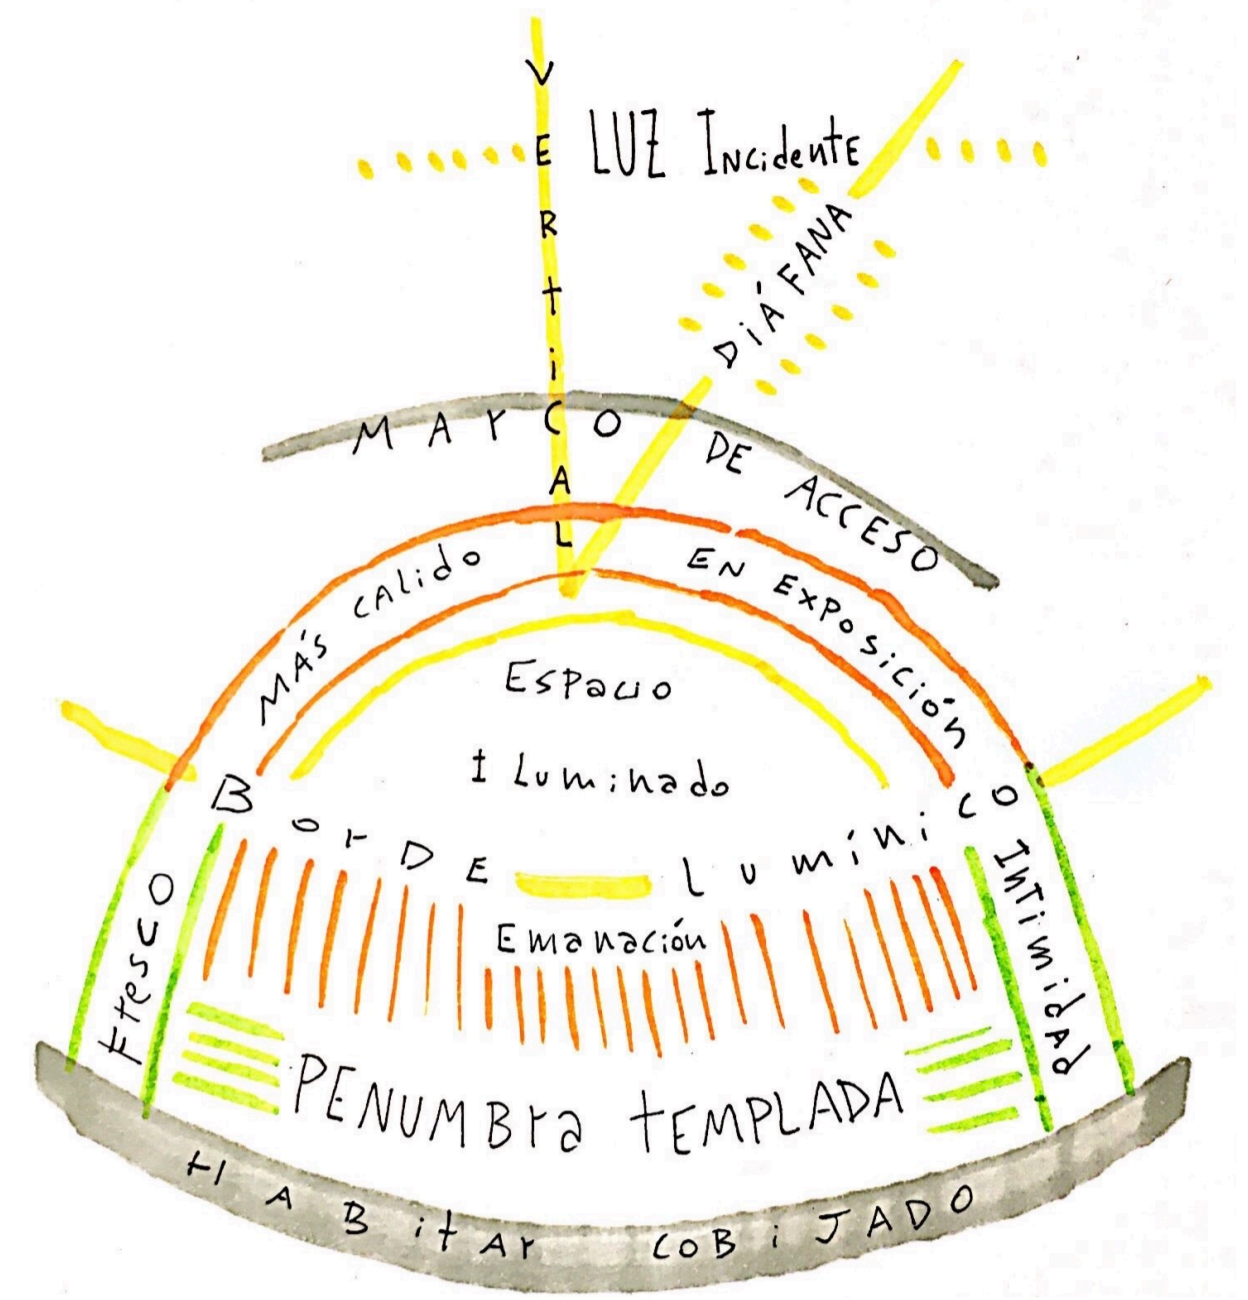 VERtiCAL
LUZ INCidentE
DiÁFANA
MArCO DE ACCESO
MÁS CALido
EN EXPOSición
Espacio
ILuminado
BorDE Lumínico
Emanación
Fresco
INtimidAd
PENUMBra tEMPLADA
HABitAr COBiJADO